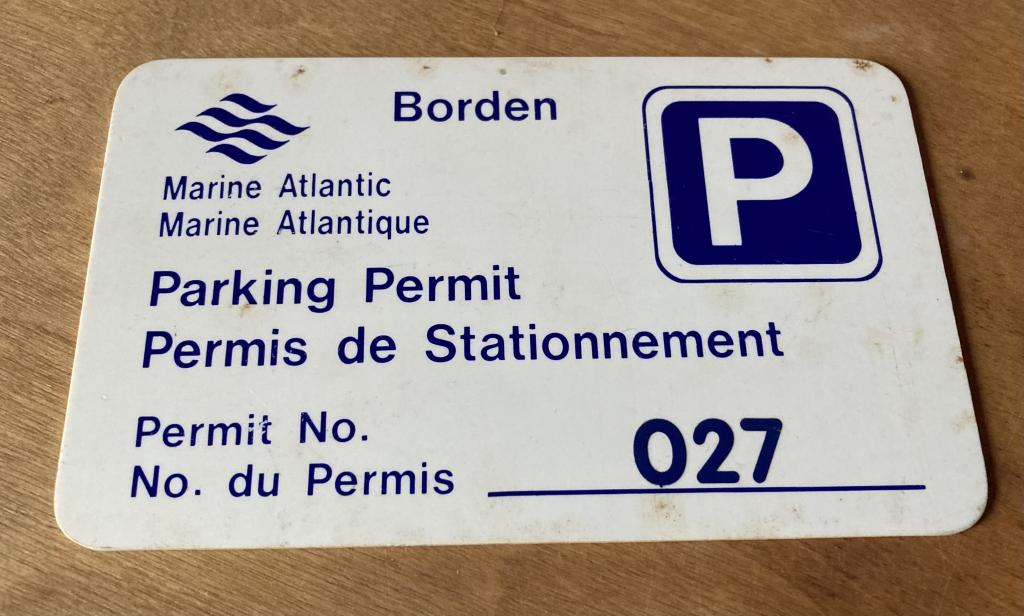 Borden
P
Marine Atlantic
Marine Atlantique
Parking Permit
Permis de Stationnement
Permit No.
No. du Permis 027